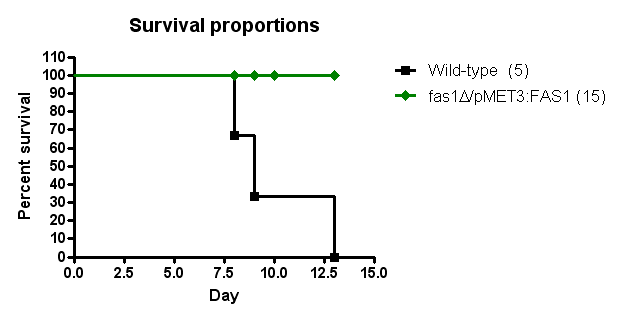 Survival proportions
110
100
90
80
70
60
50
40
30
20
10
0
Percent survival
0.0 2.5 5.0 7.5 10.0 12.5 15.0
Day
Wild-type (5)
fas1Δ/pMET3:FAS1 (15)